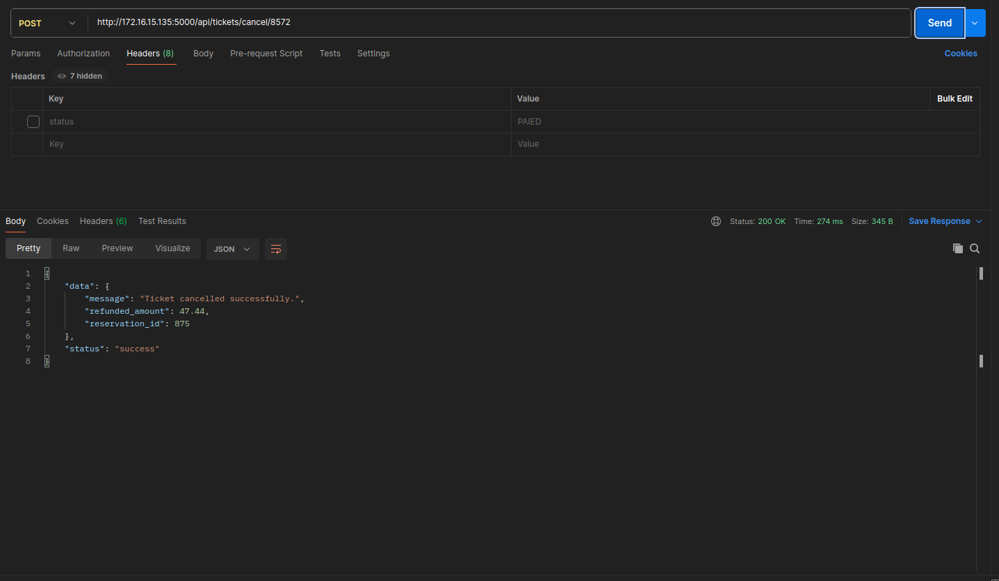 POST http://172.16.15.135:5000/api/tickets/cancel/8572 Send
Params Authorization Headers (8) Body Pre-request Script Tests Settings Cookies
Headers 7 hidden
Key Value Bulk Edit
status PAIED
Key Value
Body Cookies Headers (6) Test Results Status: 200 OK Time: 274 ms Size: 345 B Save Response
Pretty Raw Preview Visualize JSON
1 {
2 "data": {
3 "message": "Ticket cancelled successfully.",
4 "refunded_amount": 47.44,
5 "reservation_id": 875
6 },
7 "status": "success"
8 }